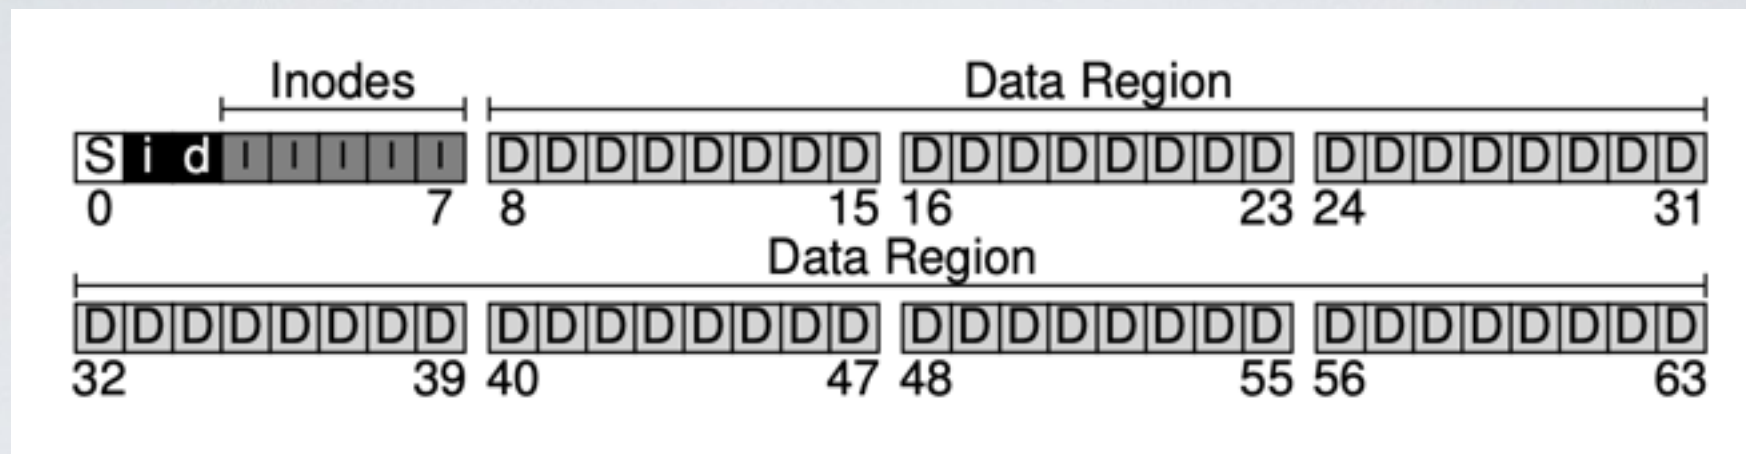 Inodes Data Region
S i d I I I I I D D D D D D D D D D D D D D D D D D D D D D D D
0 7 8 15 16 23 24 31
Data Region
D D D D D D D D D D D D D D D D D D D D D D D D D D D D D D D D
32 39 40 47 48 55 56 63